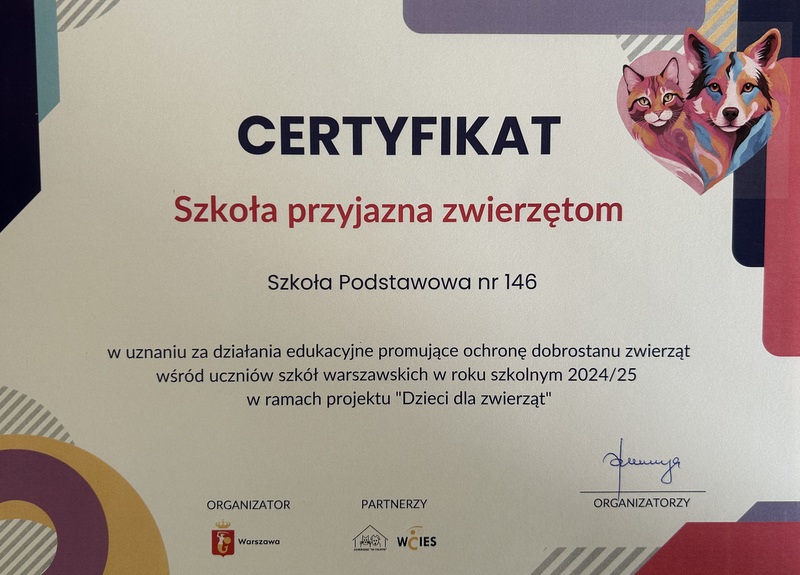 CERTYFIKAT
Szkoła przyjazna zwierzętom
Szkoła Podstawowa nr 146
w uznaniu za działania edukacyjne promujące ochronę dobrostanu zwierząt
wśród uczniów szkół warszawskich w roku szkolnym 2024/25
w ramach projektu "Dzieci dla zwierząt"
ORGANIZATOR
PARTNERZY
ORGANIZATORZY
Warszawa
WCIES